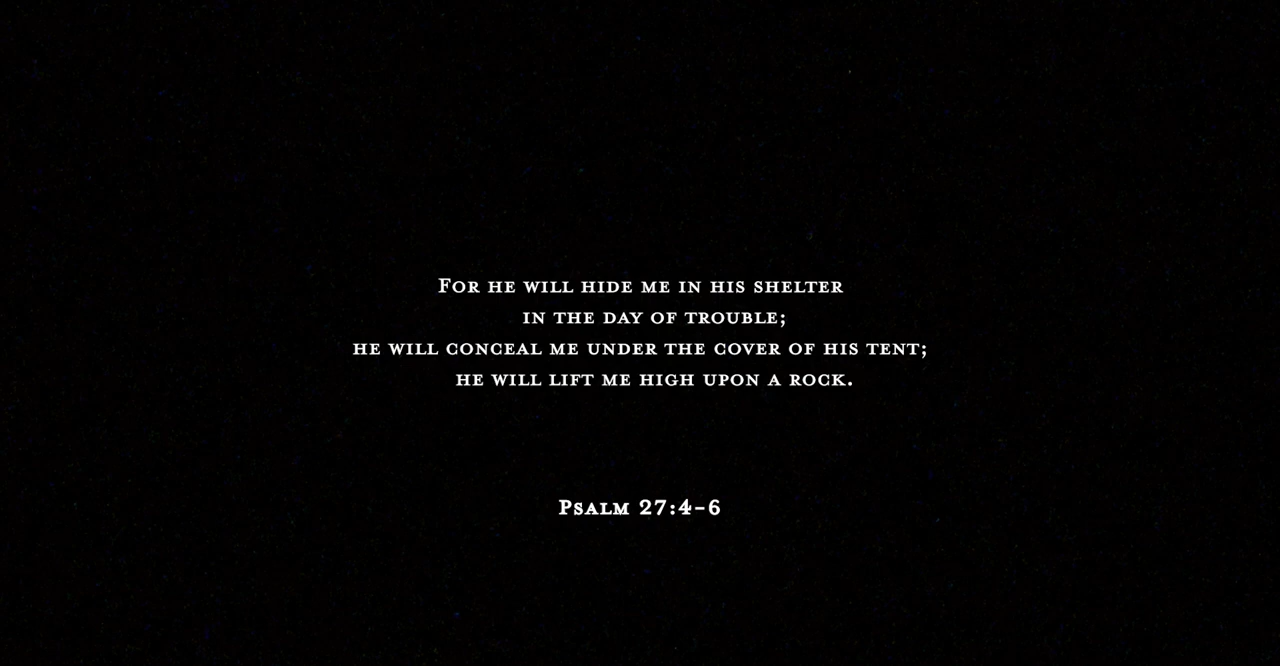 For he will hide me in his shelter
in the day of trouble;
he will conceal me under the cover of his tent;
he will lift me high upon a rock.
Psalm 27:4-6